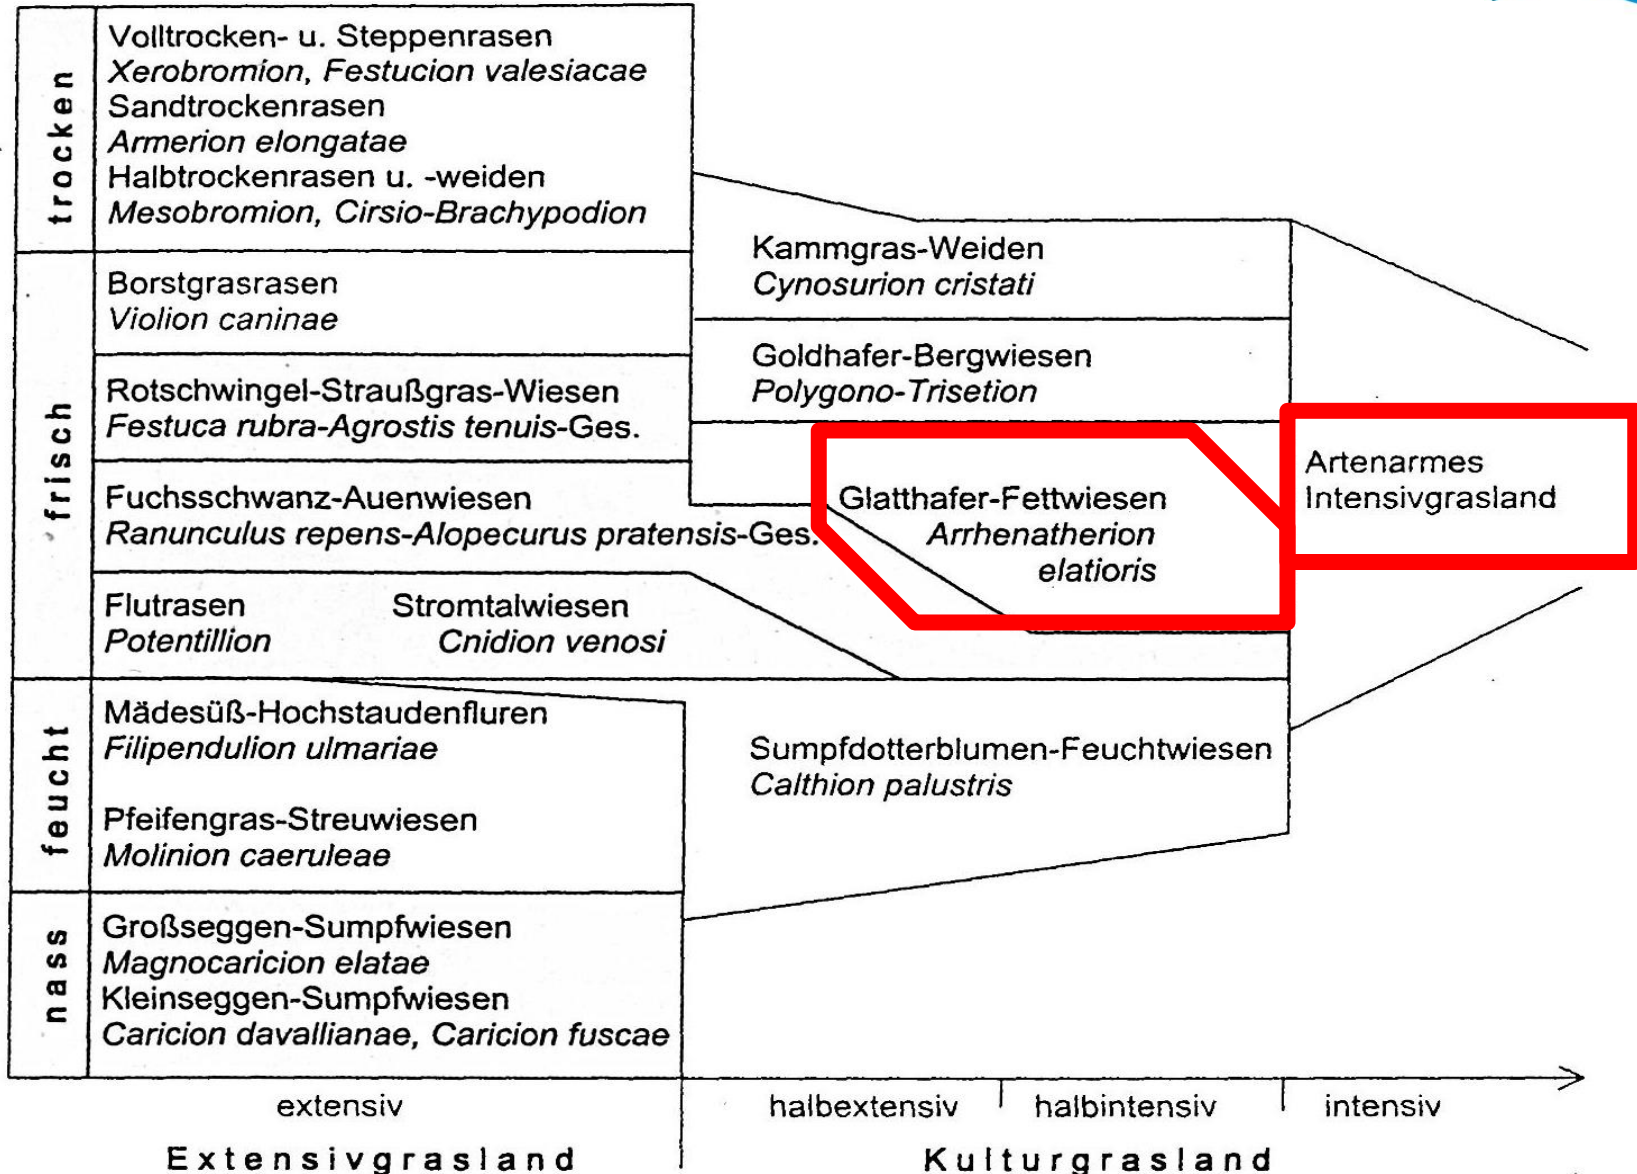 trocken
Volltrocken- u. Steppenrasen
Xerobromion, Festucion valesiacae
Sandtrockenrasen
Armerion elongatae
Halbtrockenrasen u. -weiden
Mesobromion, Cirsio-Brachypodion
frisch
Borstgrasrasen
Violion caninae
Rotschwingel-Straußgras-Wiesen
Festuca rubra-Agrostis tenuis-Ges.
Fuchsschwanz-Auenwiesen
Ranunculus repens-Alopecurus pratensis-Ges.
Flutrasen
Potentillion
Stromtalwiesen
Cnidion venosi
Kammgras-Weiden
Cynosurion cristati
Goldhafer-Bergwiesen
Polygono-Trisetion
Glatthafer-Fettwiesen
Arrhenatherion
elatioris
Artenarmes
Intensivgrasland
feucht
Mädesüß-Hochstaudenfluren
Filipendulion ulmariae
Pfeifengras-Streuwiesen
Molinion caeruleae
Sumpfdotterblumen-Feuchtwiesen
Calthion palustris
nass
Großseggen-Sumpfwiesen
Magnocaricion elatae
Kleinseggen-Sumpfwiesen
Caricion davallianae, Caricion fuscae
extensiv
halbextensiv
halbintensiv
intensiv
Extensivgrasland
Kulturgrasland